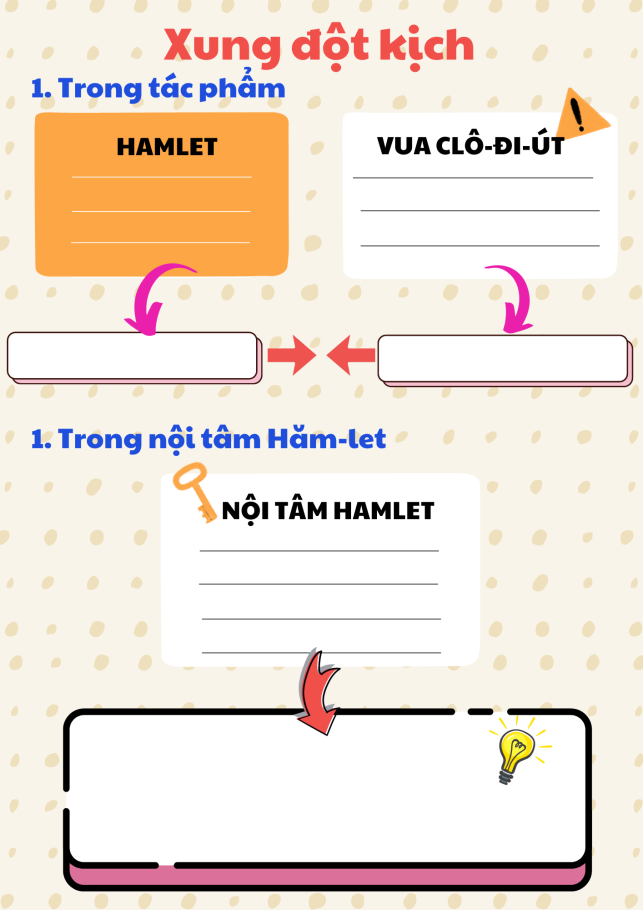 Xung đột kịch
1. Trong tác phẩm
HAMLET
VUA CLÔ-ĐI-ÚT
1. Trong nội tâm Hăm-let
NỘI TÂM HAMLET